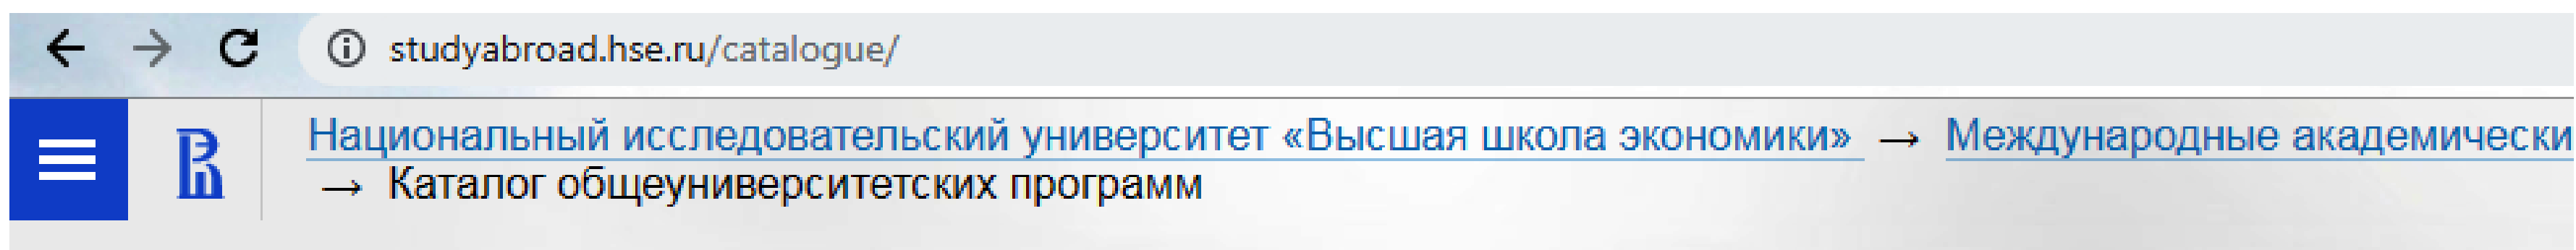 studyabroad.hse.ru/catalogue/
Национальный исследовательский университет «Высшая школа экономики» → Международные академически
→ Каталог общеуниверситетских программ